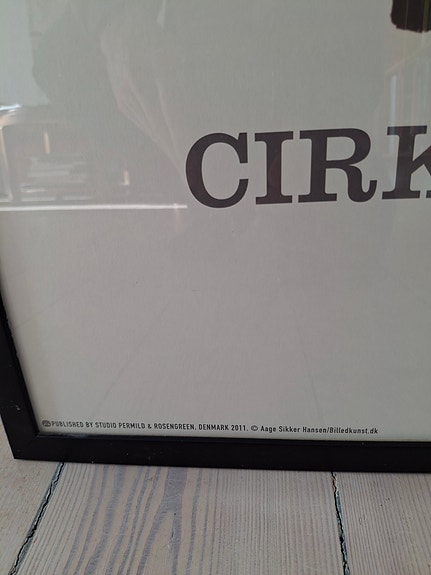 CIRK
PUBLISHED BY STUDIO PERMILD & ROSENGREEN, DENMARK 2011. © Aage Sikker Hansen/Billedkunst.dk